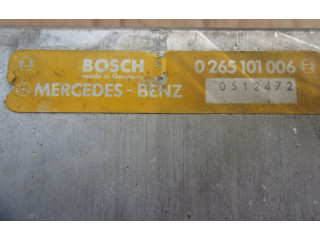 BOSCH 0 265 101 006
made in Germany
MERCEDES-BENZ 0512472